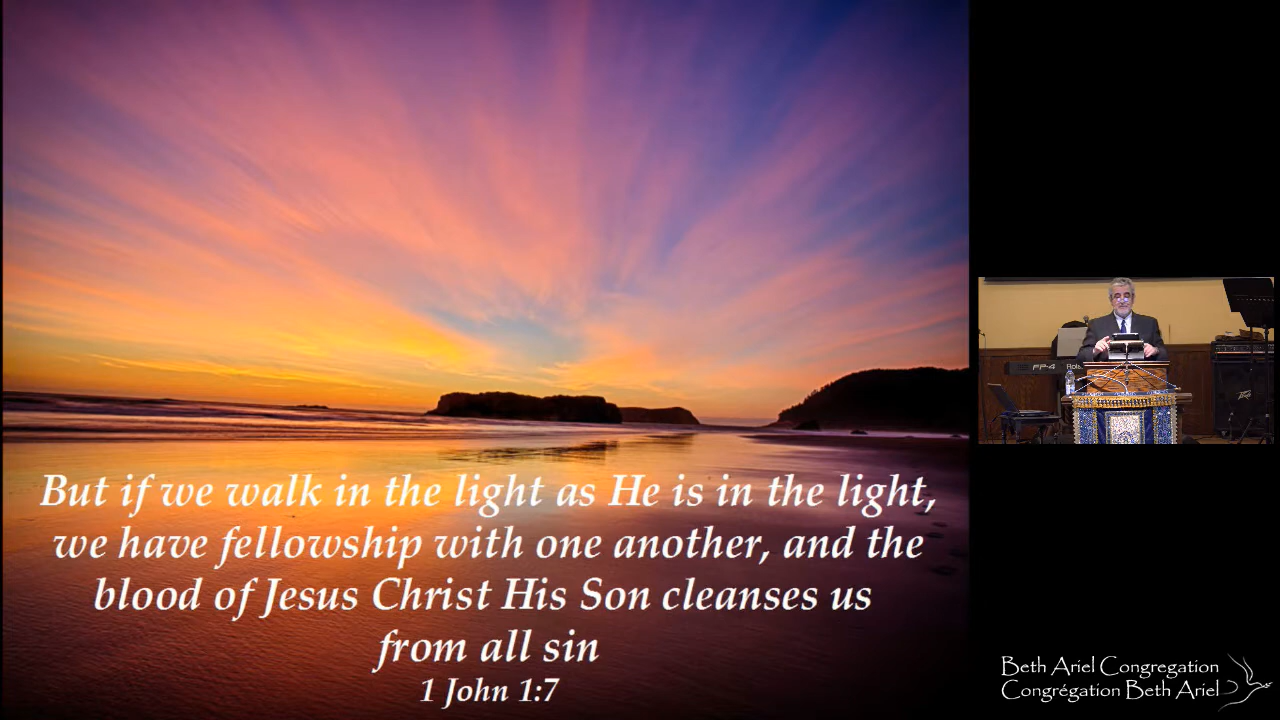 But if we walk in the light as He is in the light,
we have fellowship with one another, and the
blood of Jesus Christ His Son cleanses us
from all sin
1 John 1:7
FP-4
Beth Ariel Congregation
Congrégation Beth Ariel